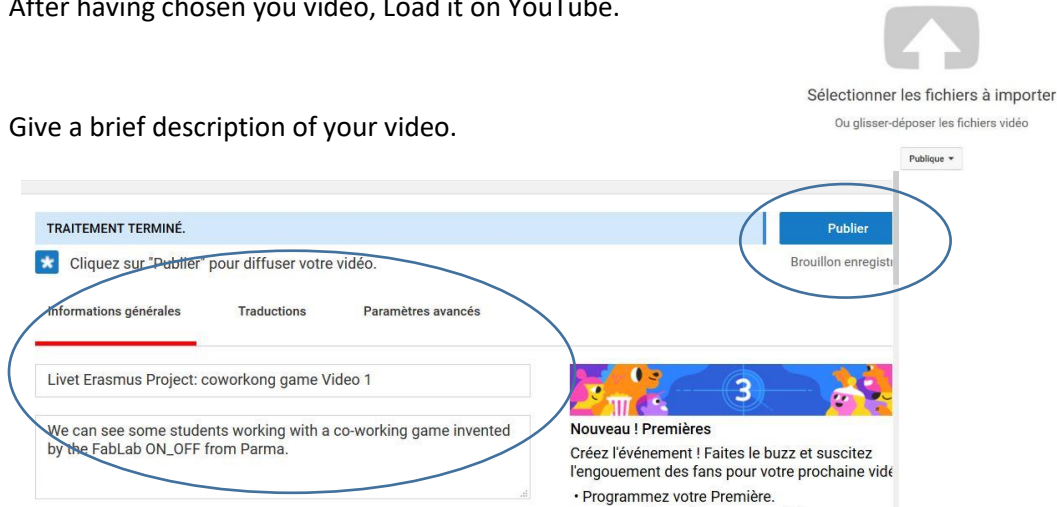 After having chosen you video, Load it on YouTube.
Sélectionner les fichiers à importer
Ou glisser-déposer les fichiers vidéo
Give a brief description of your video.
Publique
TRAITEMENT TERMINÉ.
Publier
Cliquez sur "Publier" pour diffuser votre vidéo.
Brouillon enregist
Informations générales
Traductions
Paramètres avancés
Livet Erasmus Project: coworkong game Video 1
We can see some students working with a co-working game invented
by the FabLab ON_OFF from Parma.
3
Nouveau ! Premières
Créez l'événement ! Faites le buzz et suscitez
l'engouement des fans pour votre prochaine vidé
• Programmez votre Première.